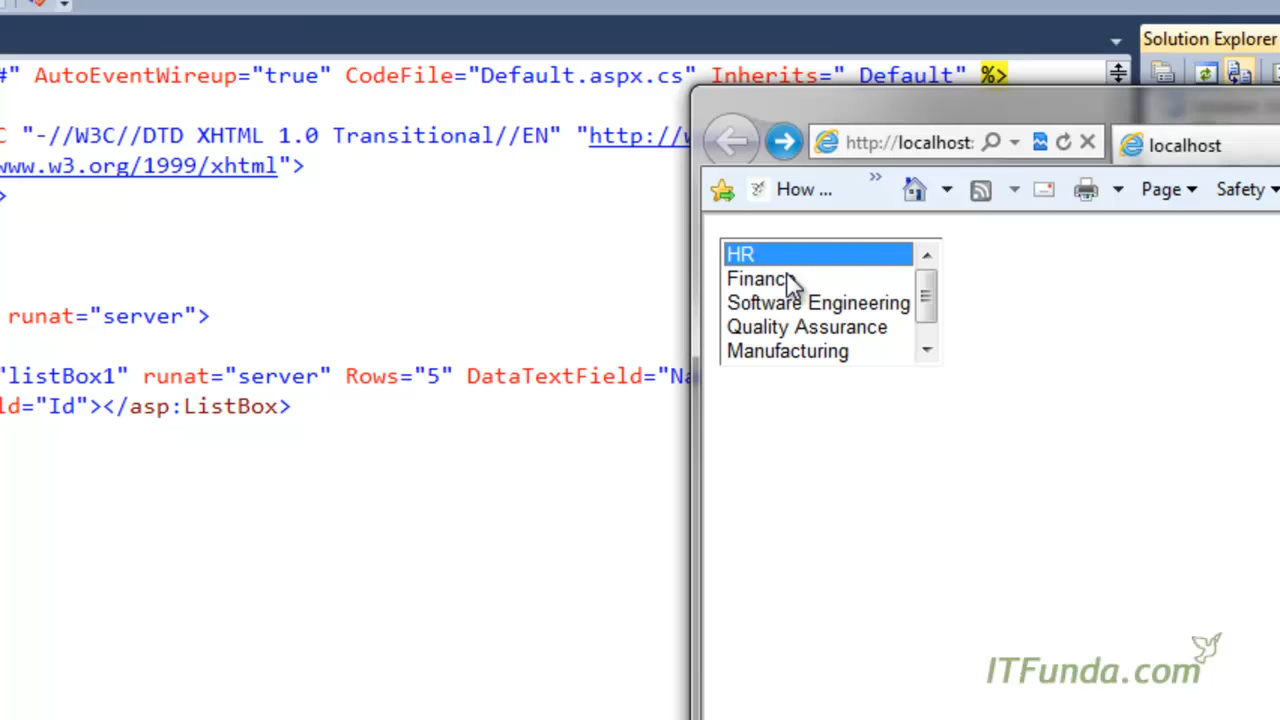 Solution Explorer
#" AutoEventWireup="true" CodeFile="Default.aspx.cs" Inherits="_Default" %>
C "-//W3C//DTD XHTML 1.0 Transitional//EN" "http://w
www.w3.org/1999/xhtml">
>
http://localhost:
localhost
How ...
»
Page
Safety
HR
Finance
Software Engineering
Quality Assurance
Manufacturing
runat="server">
"listBox1" runat="server" Rows="5" DataTextField="Na
ld="Id"></asp:ListBox>
ITFunda.com